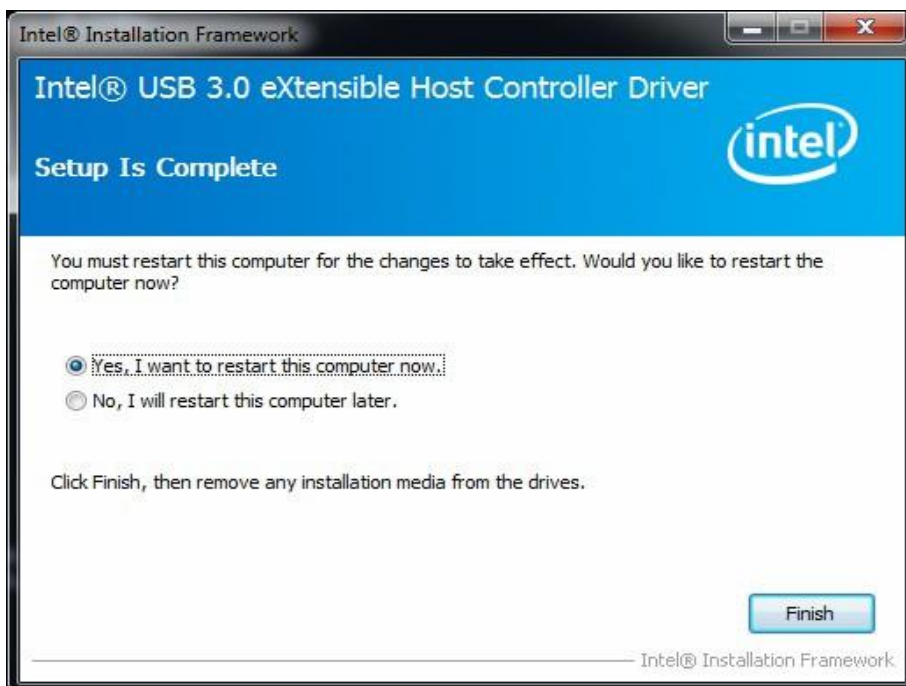 Intel® Installation Framework
Intel® USB 3.0 eXtensible Host Controller Driver
intel
Setup Is Complete
You must restart this computer for the changes to take effect. Would you like to restart the
computer now?
Yes, I want to restart this computer now.
No, I will restart this computer later.
Click Finish, then remove any installation media from the drives.
Finish
Intel® Installation Framework